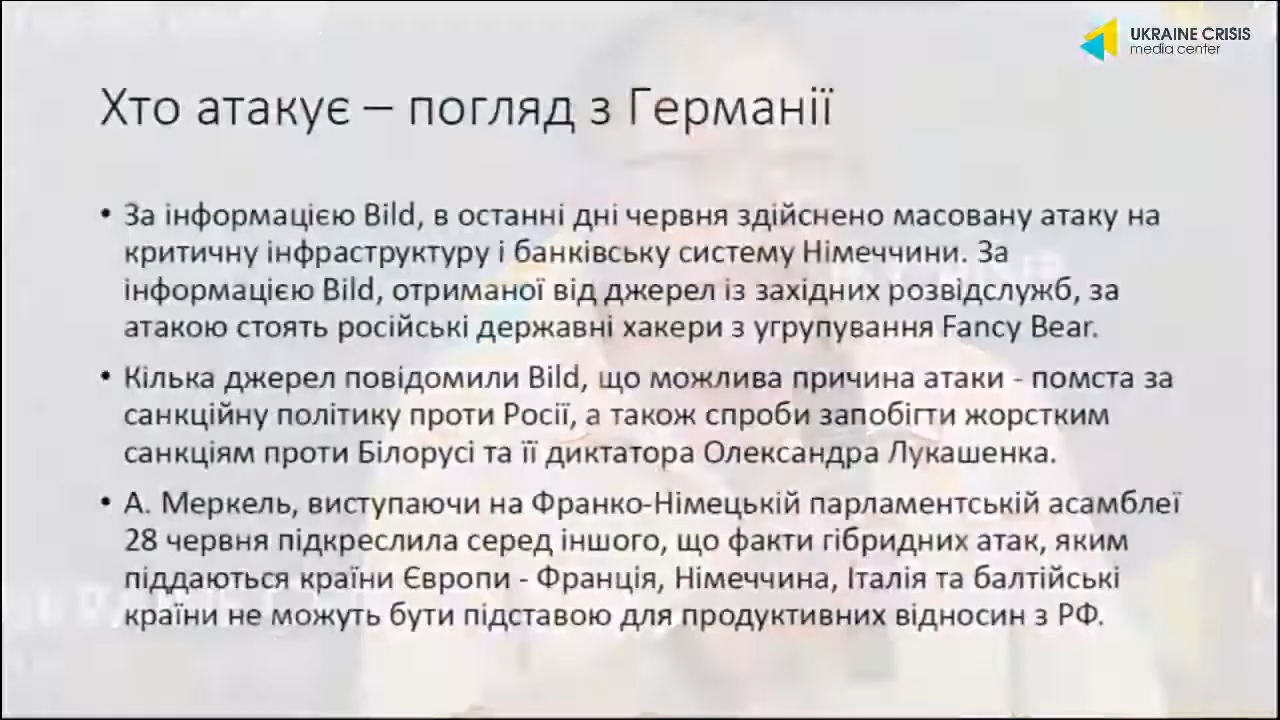 UKRAINE CRISIS
media center
Хто атакує – погляд з Германії
• За інформацією Bild, в останні дні червня здійснено масовану атаку на
критичну інфраструктуру і банківську систему Німеччини. За
інформацією Bild, отриманої від джерел із західних розвідслужб, за
атакою стоять російські державні хакери з угрупування Fancy Bear.
• Кілька джерел повідомили Bild, що можлива причина атаки - помста за
санкційну політику проти Росії, а також спроби запобігти жорстким
санкціям проти Білорусі та її диктатора Олександра Лукашенка.
• А. Меркель, виступаючи на Франко-Німецькій парламентській асамблеї
28 червня підкреслила серед іншого, що факти гібридних атак, яким
піддаються країни Європи - Франція, Німеччина, Італія та балтійські
країни не можуть бути підставою для продуктивних відносин з РФ.